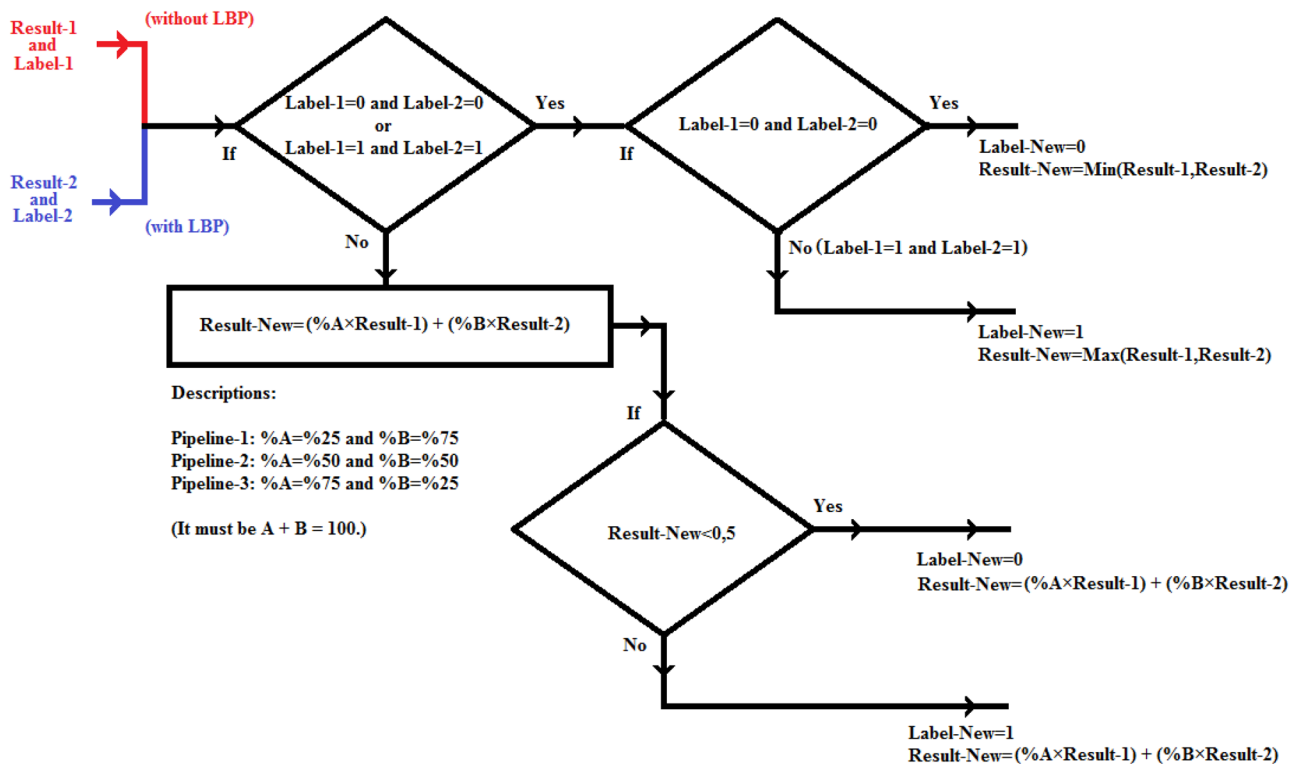 Result-1
and
Label-1
(without LBP)
Result-2
and
Label-2
(with LBP)
If
Label-1=0 and Label-2=0
or
Label-1=1 and Label-2=1
Yes
If
Label-1=0 and Label-2=0
Yes
Label-New=0
Result-New=Min(Result-1,Result-2)
No (Label-1=1 and Label-2=1)
Label-New=1
Result-New=Max(Result-1,Result-2)
No
Result-New=(%A×Result-1) + (%B×Result-2)
Descriptions:
Pipeline-1: %A=%25 and %B=%75
Pipeline-2: %A=%50 and %B=%50
Pipeline-3: %A=%75 and %B=%25
(It must be A + B = 100.)
If
Result-New<0,5
Yes
Label-New=0
Result-New=(%A×Result-1) + (%B×Result-2)
No
Label-New=1
Result-New=(%A×Result-1) + (%B×Result-2)